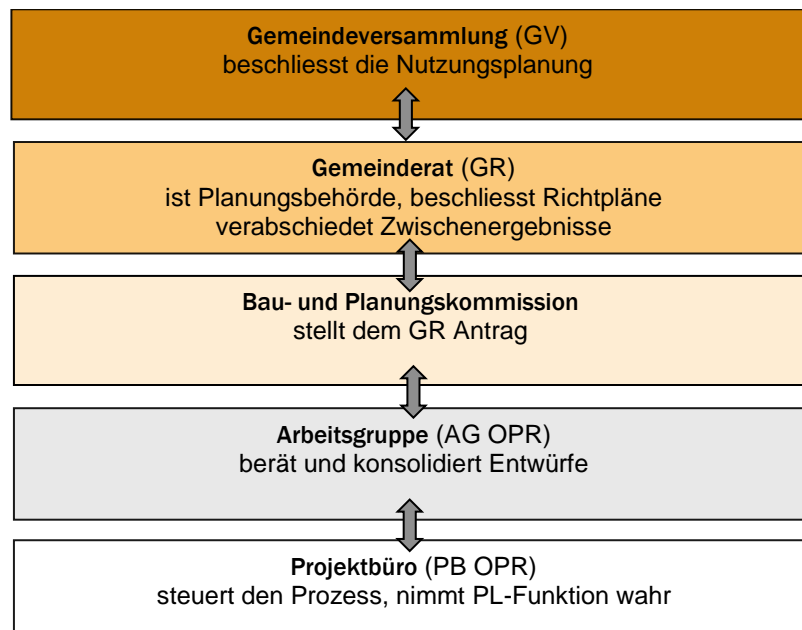 Gemeindeversammlung (GV)
beschliesst die Nutzungsplanung
Gemeinderat (GR)
ist Planungsbehörde, beschliesst Richtpläne
verabschiedet Zwischenergebnisse
Bau- und Planungskommission
stellt dem GR Antrag
Arbeitsgruppe (AG OPR)
berät und konsolidiert Entwürfe
Projektbüro (PB OPR)
steuert den Prozess, nimmt PL-Funktion wahr